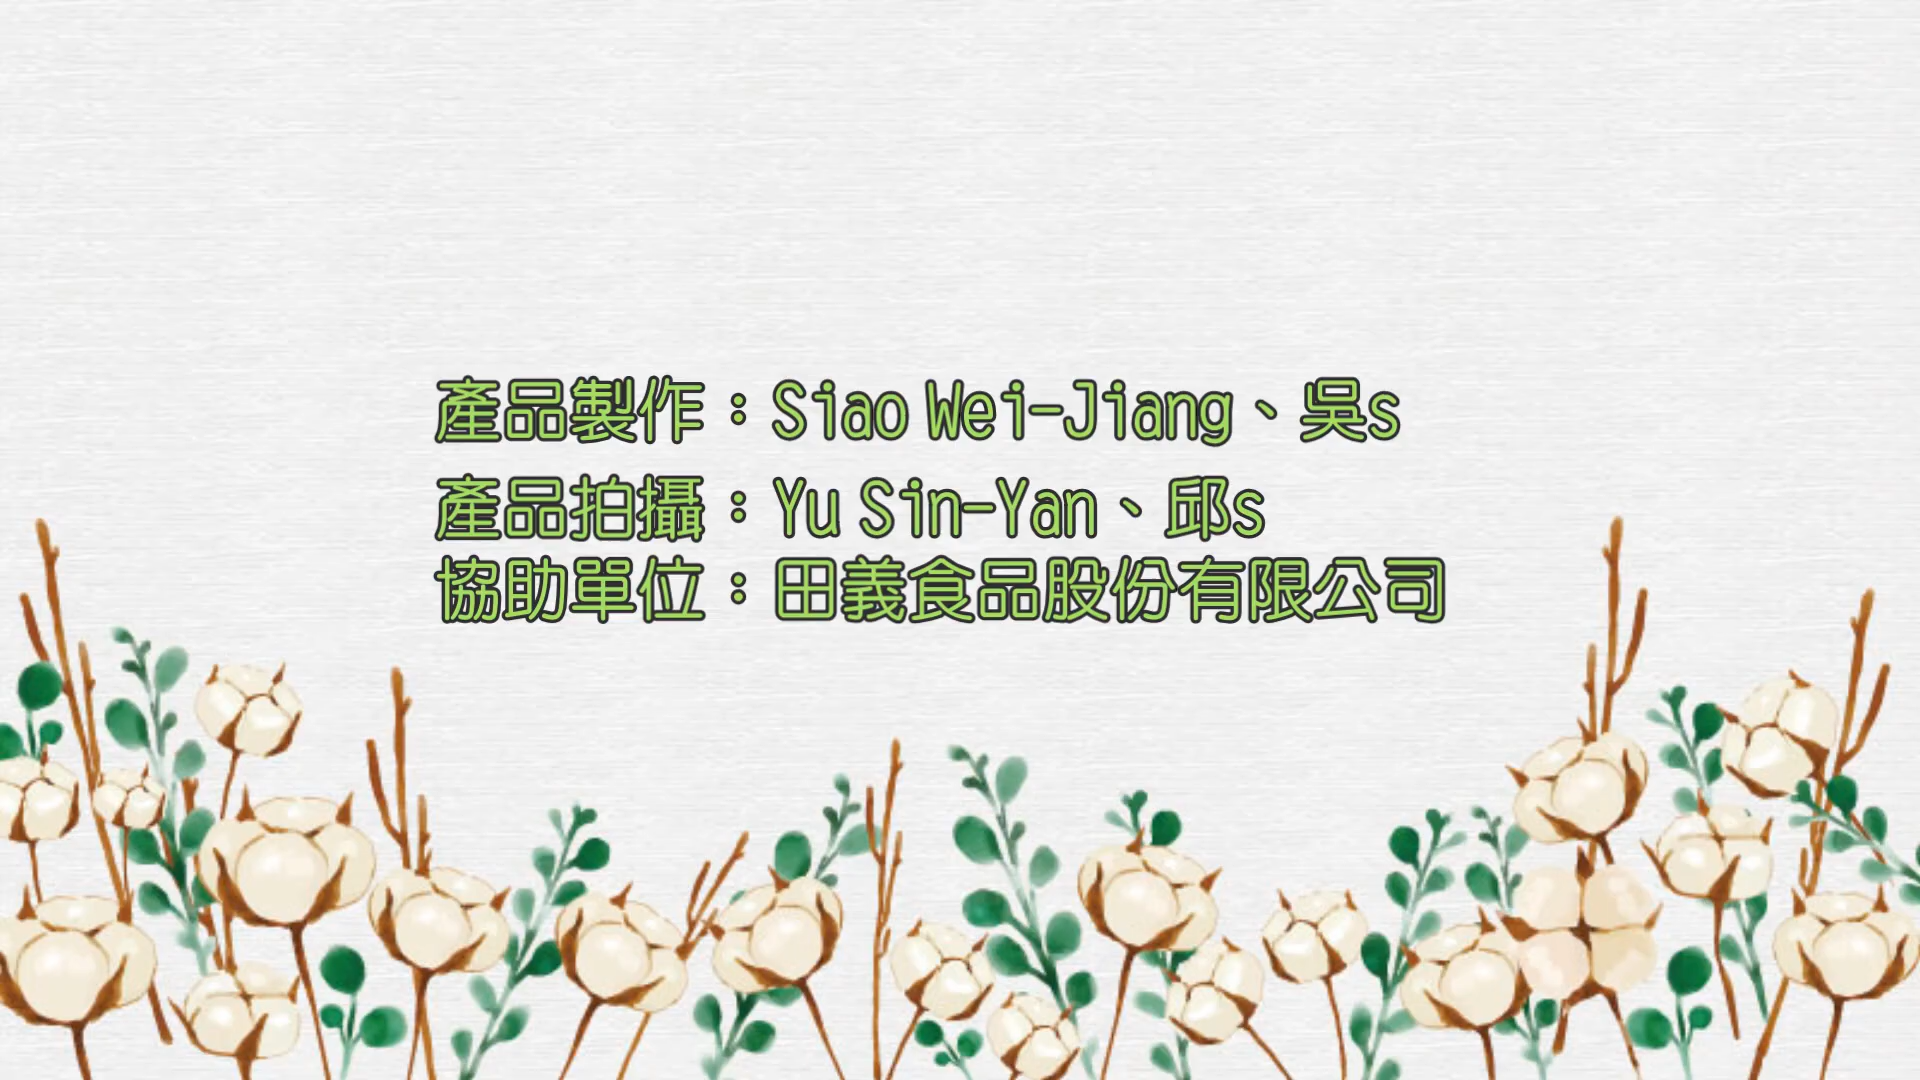 產品製作：Siao Wei-Jiang、吳s
產品拍攝：Yu Sin-Yan、邱s
協助單位：田義食品股份有限公司